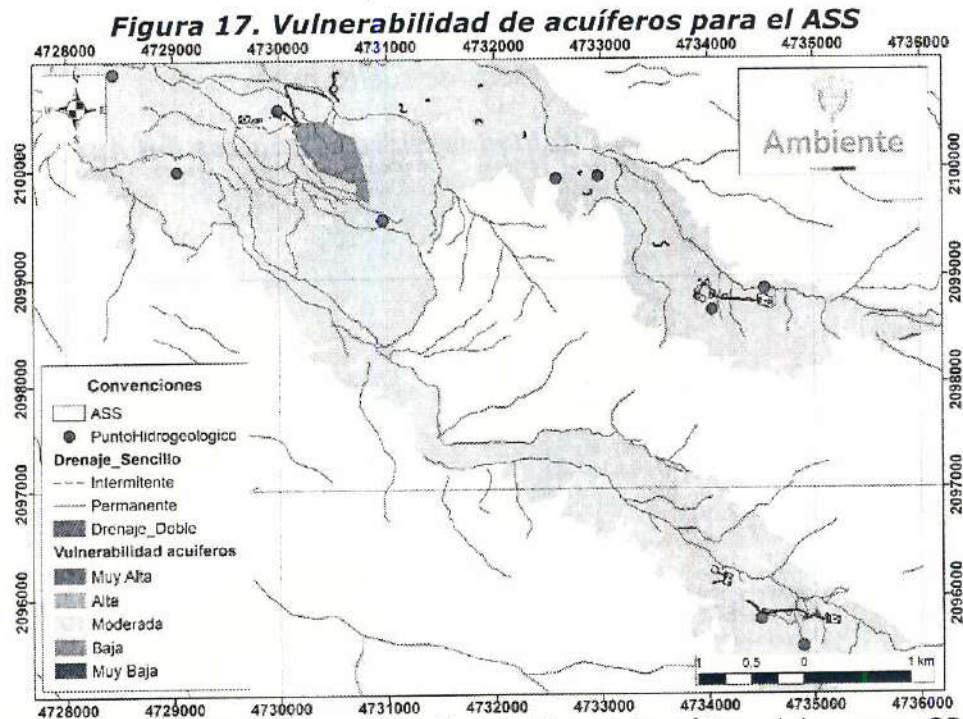 Figura 17. Vulnerabilidad de acuíferos para el ASS
4728000 4729000 4730000 4731000 4732000 4733000 4734000 4735000 4736000
Ambiente
2100000 2100000
2099000 2099000
2098000 2098000
2097000 2097000
2096000 2096000
Convenciones
ASS
PuntoHidrogeologico
Drenaje_Sencillo
Intermitente
Permanente
Drenaje_Doble
Vulnerabilidad acuiferos
Muy Alta
Alta
Moderada
Baja
Muy Baja
1 0,5 0 1 km
4728000 4729000 4730000 4731000 4732000 4733000 4734000 4735000 4736000